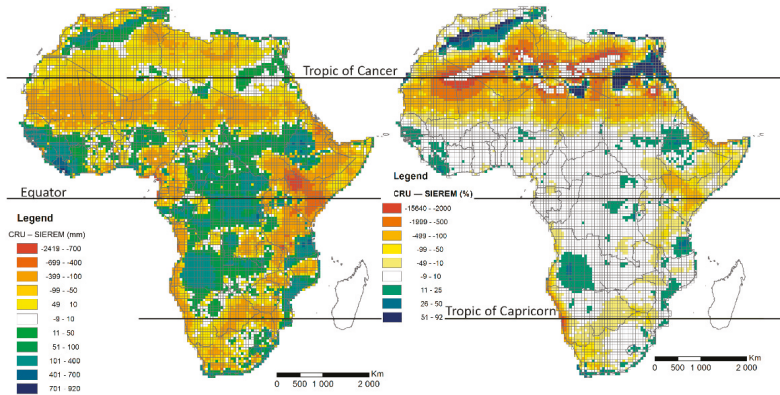 Tropic of Cancer
Equator
Legend
CRU – SIEREM (mm)
-2419 - -700
-699 - -400
-399 - -100
-99 - -50
49 10
-9 - 10
11 - 50
51 - 100
101 - 400
401 - 700
701 - 920
Km
0 500 1 000 2 000
Legend
CRU — SIEREM (%)
-15640 - -2000
-1999 - -500
-499 - -100
-99 - -50
-49 - -10
-9 - 10
11 - 25
26 - 50
51 - 92
Tropic of Capricorn
Km
0 500 1 000 2 000